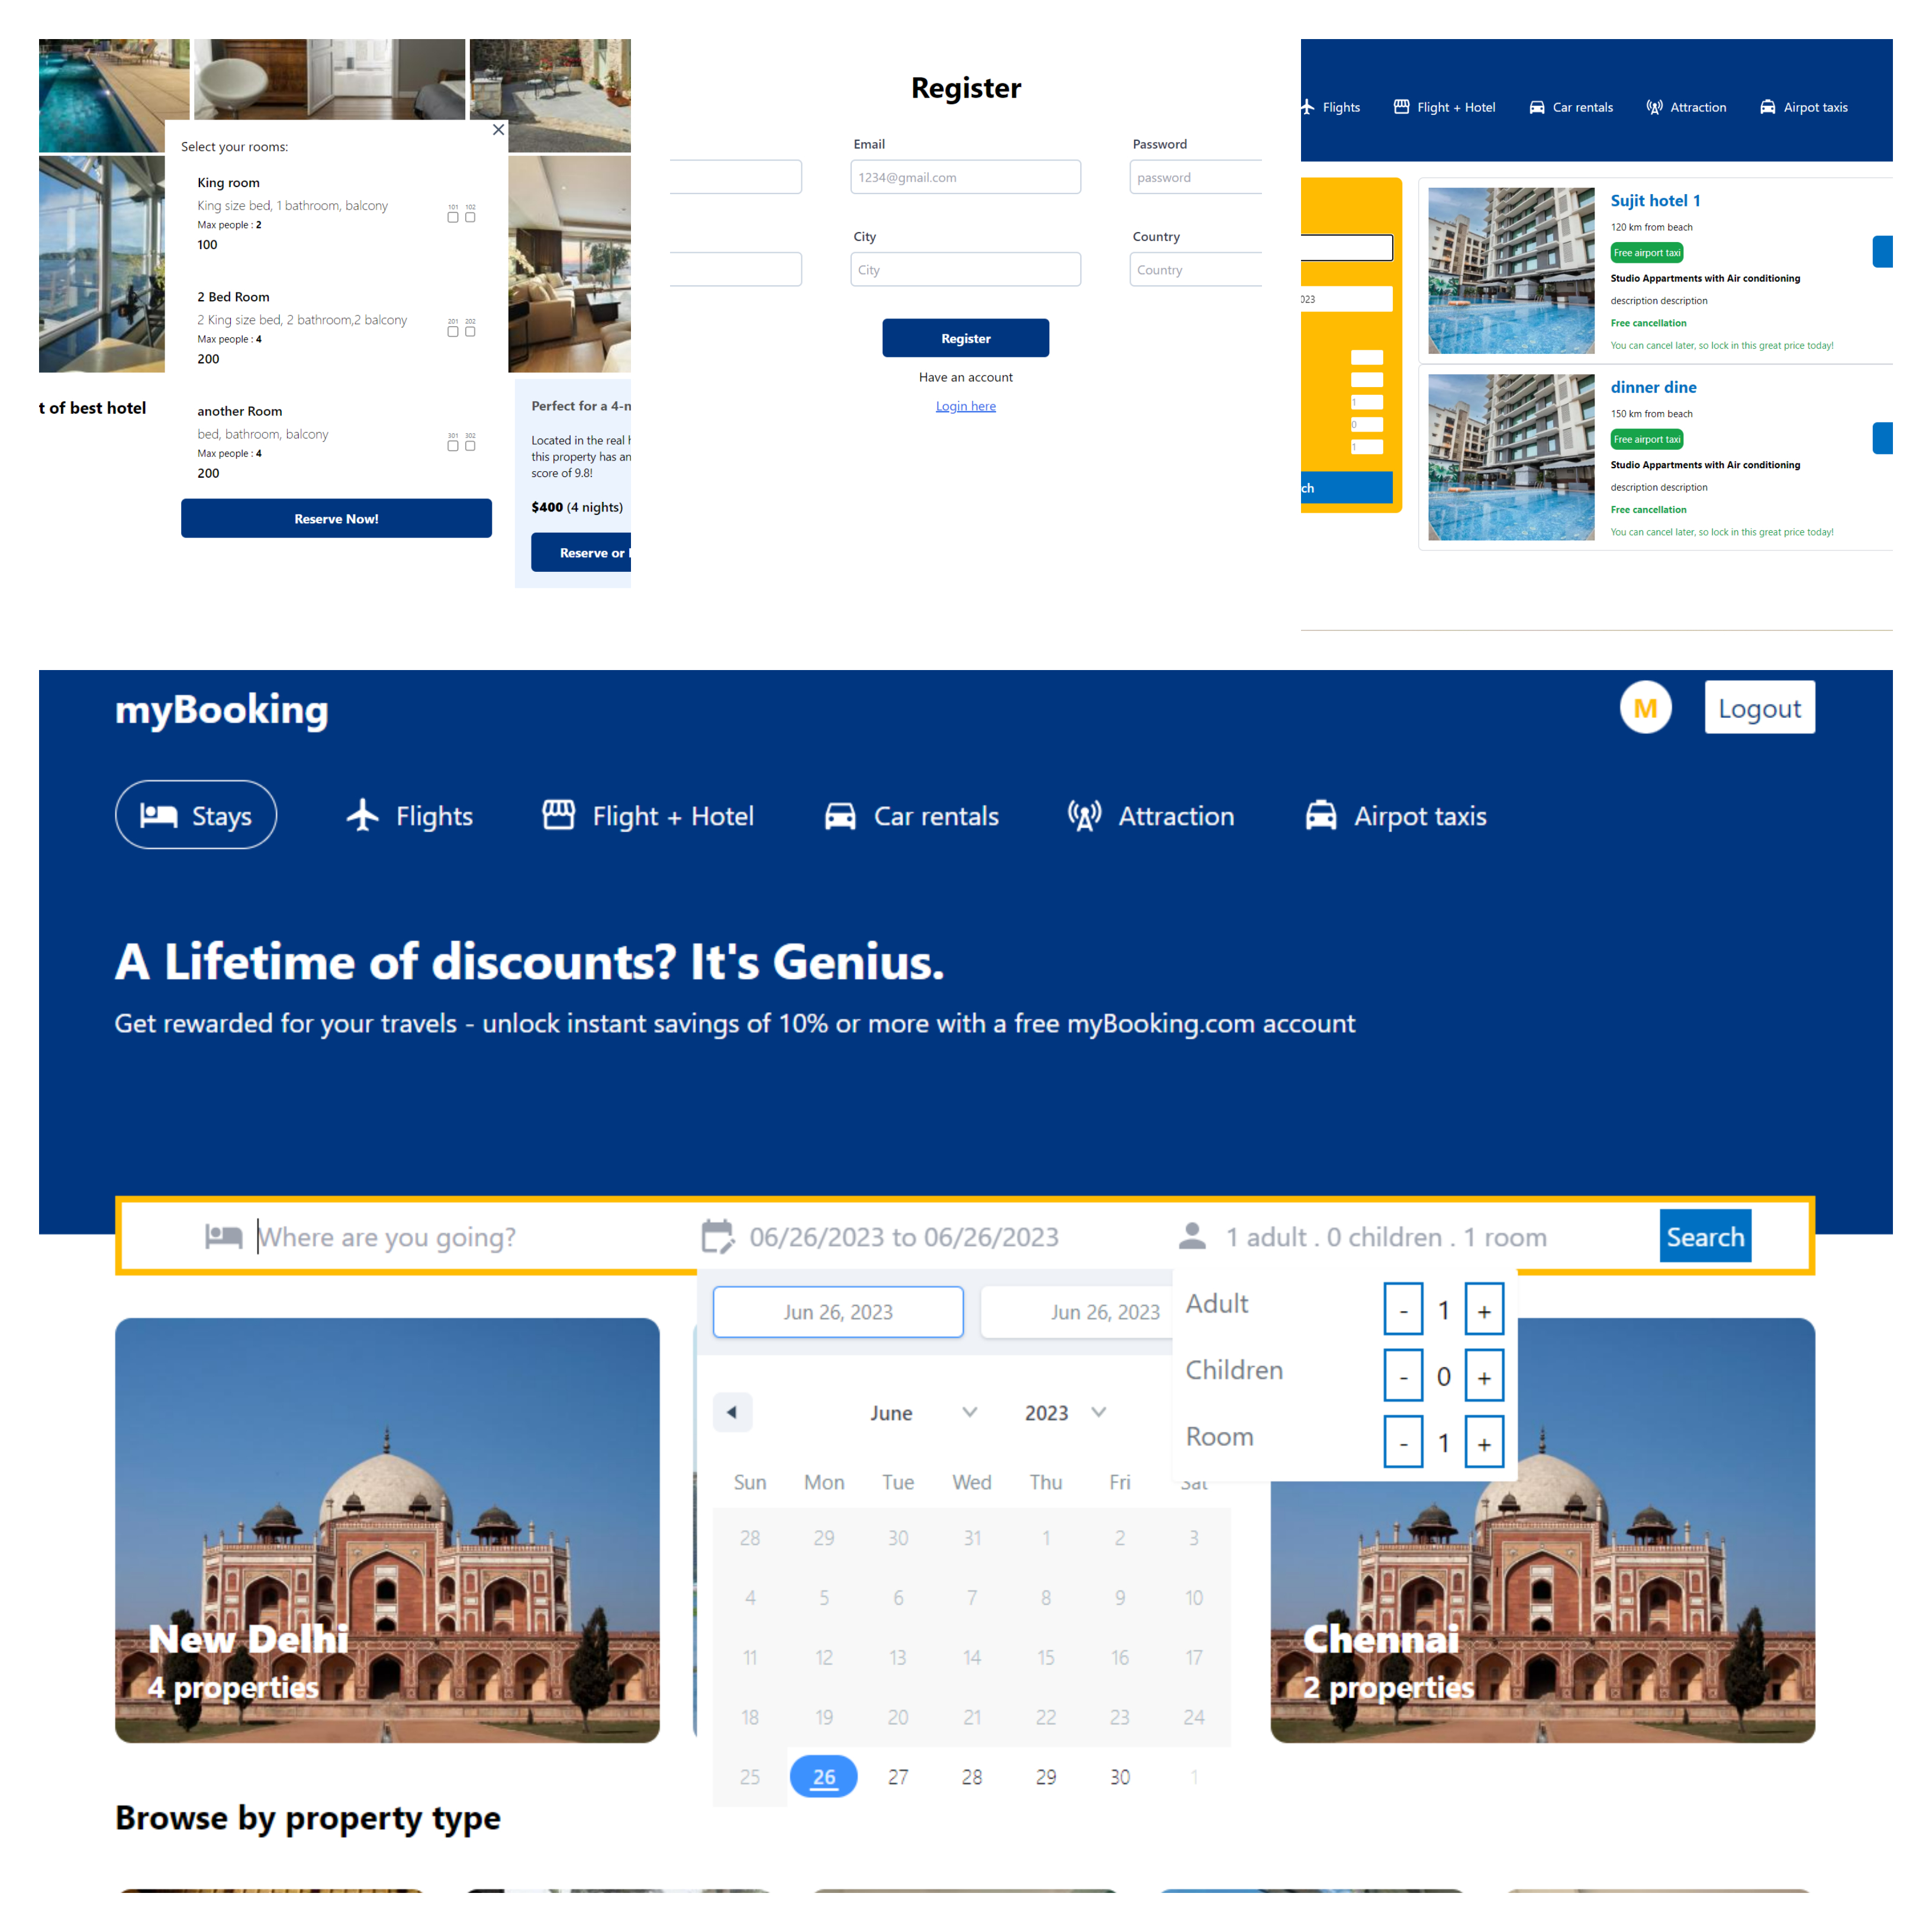 Select your rooms:
King room
King size bed, 1 bathroom, balcony
Max people : 2
100
101 102
2 Bed Room
2 King size bed, 2 bathroom,2 balcony
Max people : 4
200
201 202
another Room
bed, bathroom, balcony
Max people : 4
200
301 302
Reserve Now!
t of best hotel
Perfect for a 4-n
Located in the real h
this property has an
score of 9.8!
$400 (4 nights)
Reserve or
Register
Email
Password
1234@gmail.com
password
City
Country
City
Country
Register
Have an account
Login here
Flights
Flight + Hotel
Car rentals
Attraction
Airpot taxis
023
1
0
1
ch
Sujit hotel 1
120 km from beach
Free airport taxi
Studio Appartments with Air conditioning
description description
Free cancellation
You can cancel later, so lock in this great price today!
dinner dine
150 km from beach
Free airport taxi
Studio Appartments with Air conditioning
description description
Free cancellation
You can cancel later, so lock in this great price today!
myBooking
M
Logout
Stays
Flights
Flight + Hotel
Car rentals
Attraction
Airpot taxis
A Lifetime of discounts? It's Genius.
Get rewarded for your travels - unlock instant savings of 10% or more with a free myBooking.com account
Where are you going?
06/26/2023 to 06/26/2023
1 adult . 0 children . 1 room
Search
Jun 26, 2023
Jun 26, 2023
Adult - 1 +
Children - 0 +
Room - 1 +
June 2023
Sun Mon Tue Wed Thu Fri Sat
28 29 30 31 1 2 3
4 5 6 7 8 9 10
11 12 13 14 15 16 17
18 19 20 21 22 23 24
25 26 27 28 29 30 1
New Delhi
4 properties
Chennai
2 properties
Browse by property type